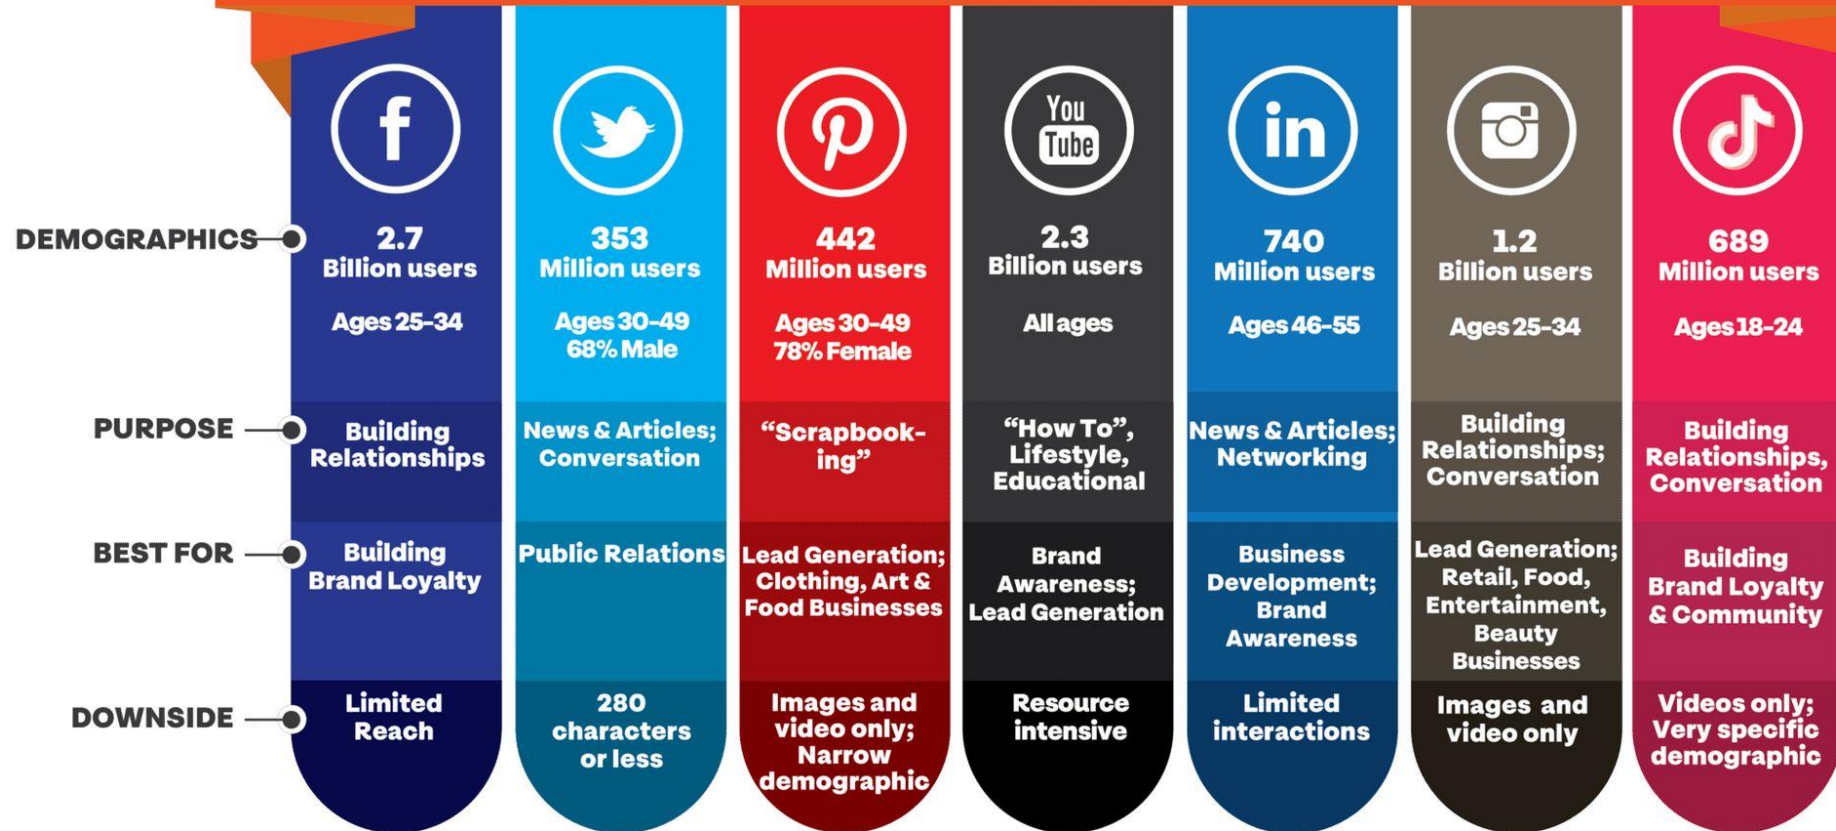 f
P
You
Tube
in
DEMOGRAPHICS
2.7
Billion users
Ages 25-34
353
Million users
Ages 30-49
68% Male
442
Million users
Ages 30-49
78% Female
2.3
Billion users
All ages
740
Million users
Ages 46-55
1.2
Billion users
Ages 25-34
689
Million users
Ages 18-24
PURPOSE
Building
Relationships
News & Articles;
Conversation
“Scrapbook-
ing”
“How To”,
Lifestyle,
Educational
News & Articles;
Networking
Building
Relationships;
Conversation
Building
Relationships,
Conversation
BEST FOR
Building
Brand Loyalty
Public Relations
Lead Generation;
Clothing, Art &
Food Businesses
Brand
Awareness;
Lead Generation
Business
Development;
Brand
Awareness
Lead Generation;
Retail, Food,
Entertainment,
Beauty
Businesses
Building
Brand Loyalty
& Community
DOWNSIDE
Limited
Reach
280
characters
or less
Images and
video only;
Narrow
demographic
Resource
intensive
Limited
interactions
Images and
video only
Videos only;
Very specific
demographic